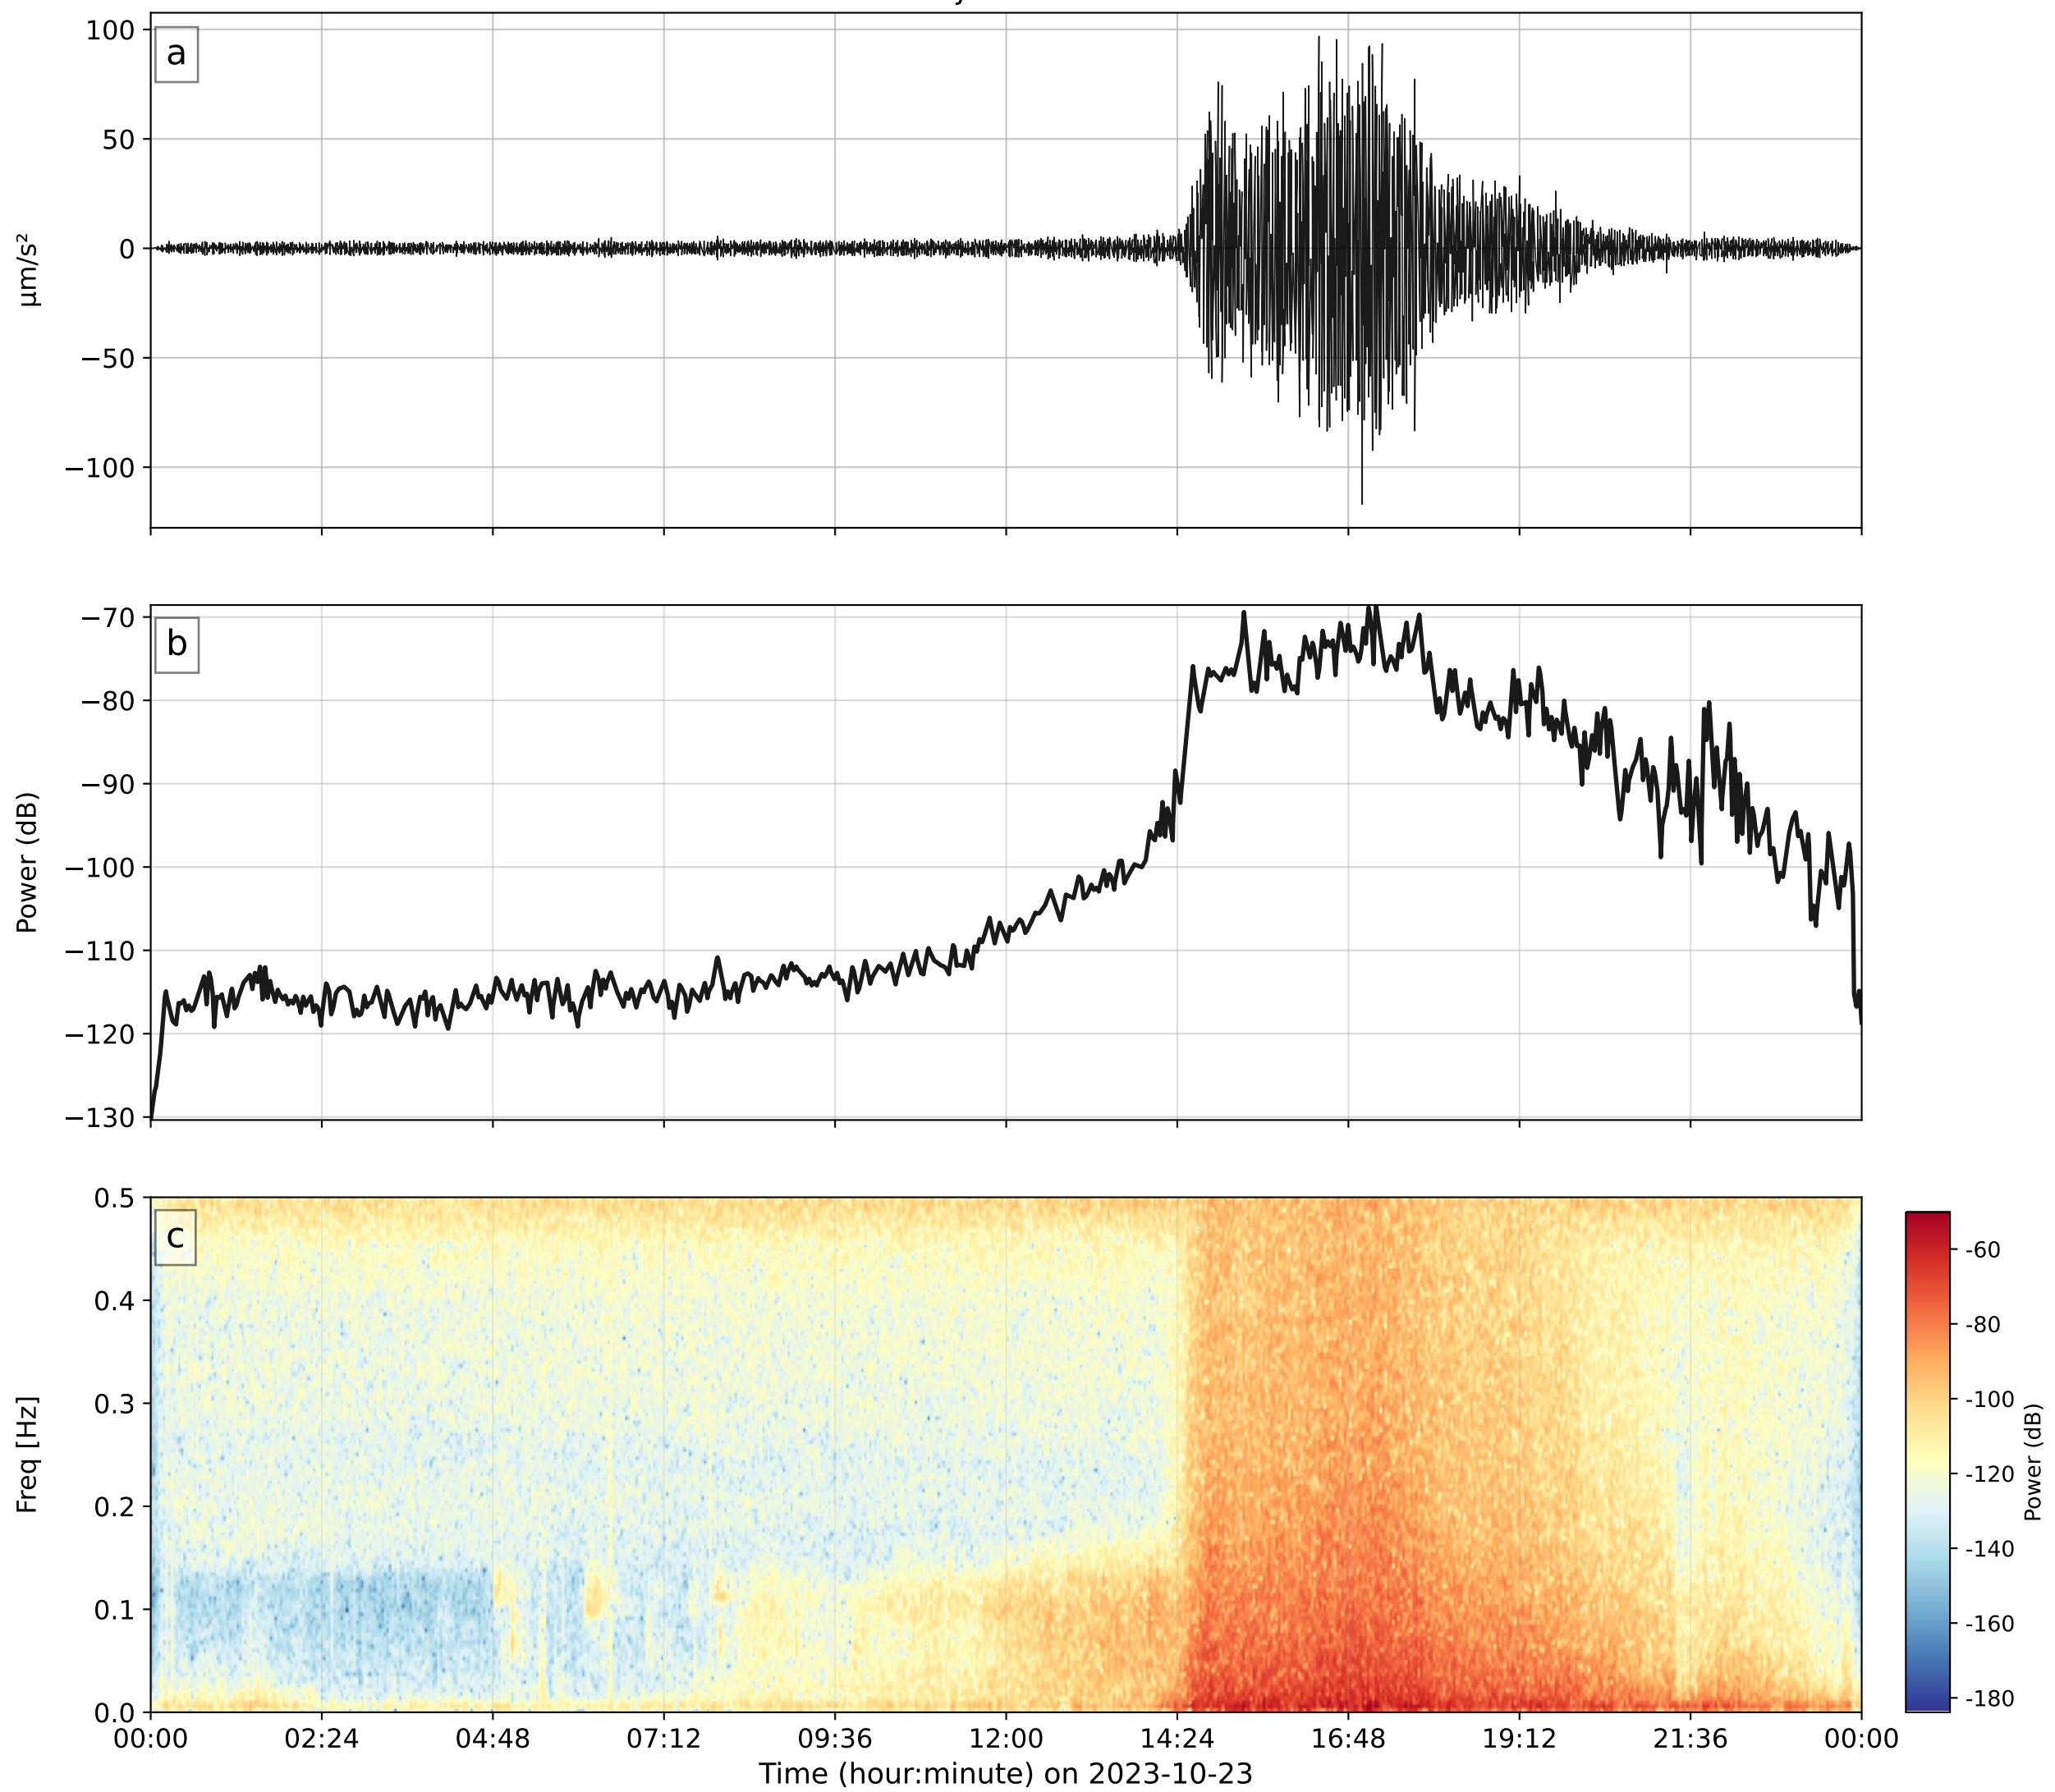 a
100
50
0
−50
−100
μm/s²
b
−70
−80
−90
−100
−110
−120
−130
Power (dB)
c
0.5
0.4
0.3
0.2
0.1
0.0
Freq [Hz]
00:00 02:24 04:48 07:12 09:36 12:00 14:24 16:48 19:12 21:36 00:00
Time (hour:minute) on 2023-10-23
-60
-80
-100
-120
-140
-160
-180
Power (dB)